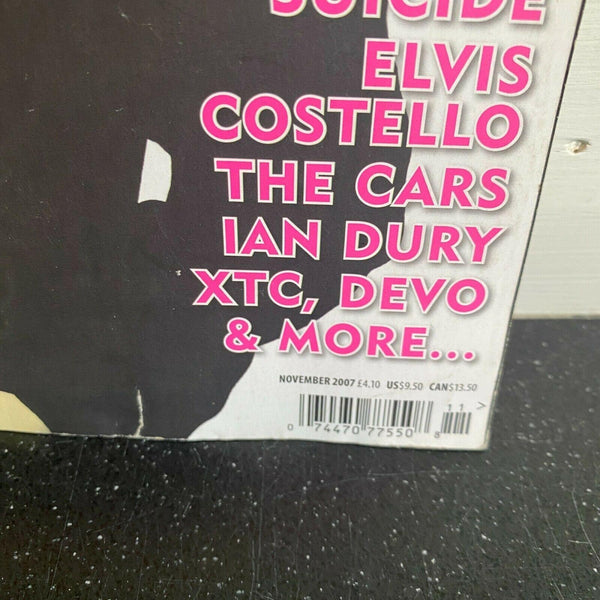 SUICIDE
ELVIS
COSTELLO
THE CARS
IAN DURY
XTC, DEVO
& MORE...
NOVEMBER 2007 £4.10 US$9.50 CAN$13.50
11 >
0 74470 77550 8